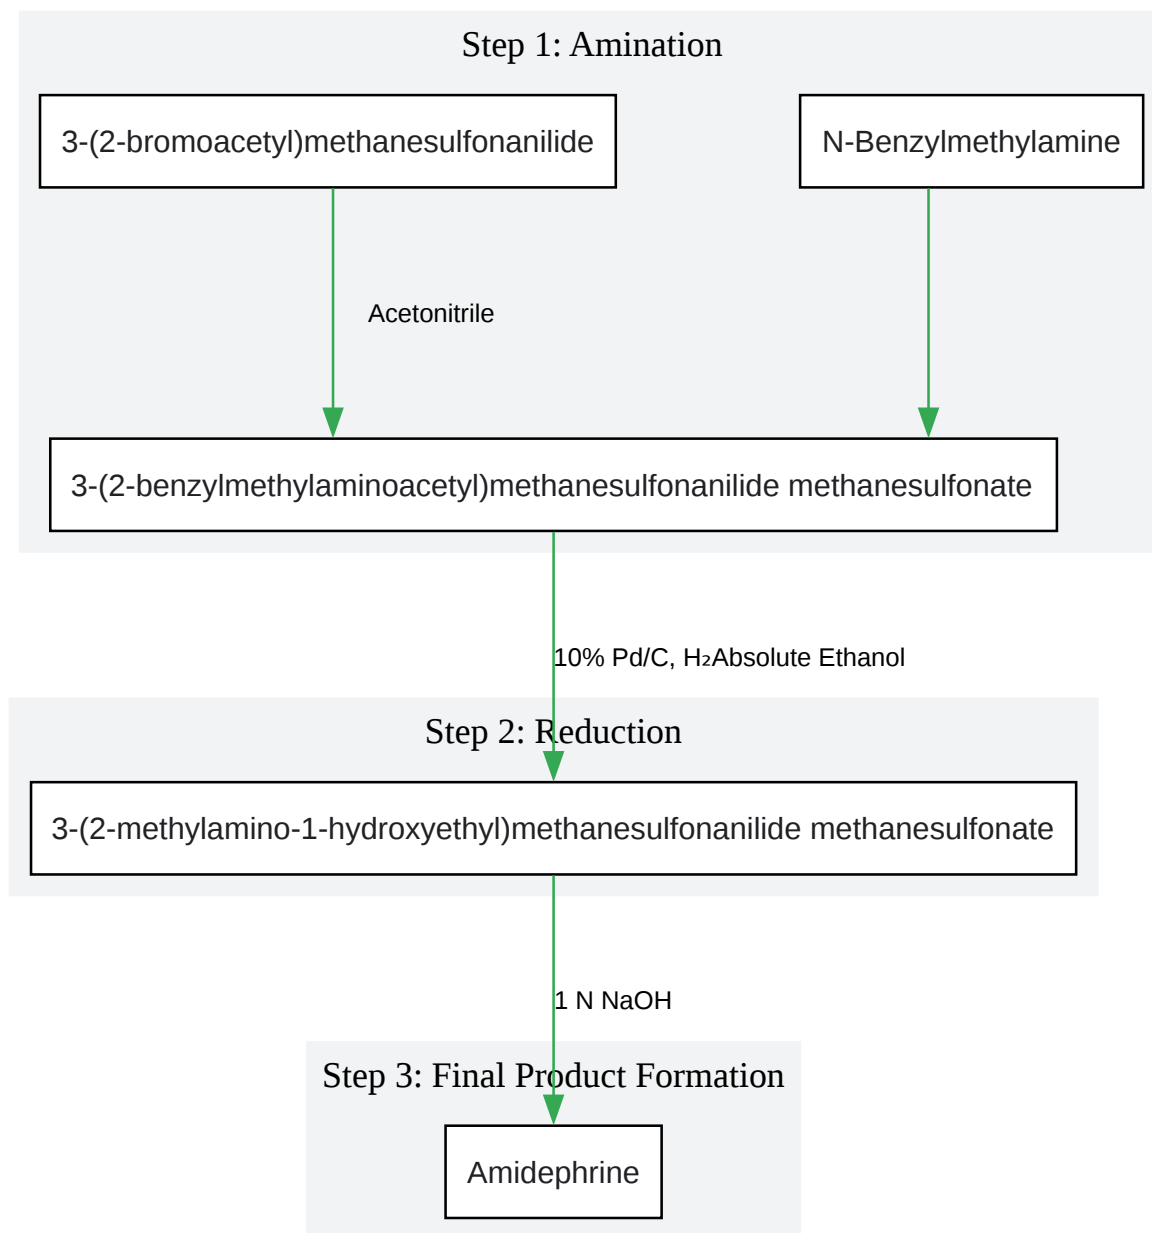 Step 1: Amination
3-(2-bromoacetyl)methanesulfonanilide
N-Benzylmethylamine
Acetonitrile
3-(2-benzylmethylaminoacetyl)methanesulfonanilide methanesulfonate
10% Pd/C, H₂Absolute Ethanol
Step 2: Reduction
3-(2-methylamino-1-hydroxyethyl)methanesulfonanilide methanesulfonate
1 N NaOH
Step 3: Final Product Formation
Amidephrine